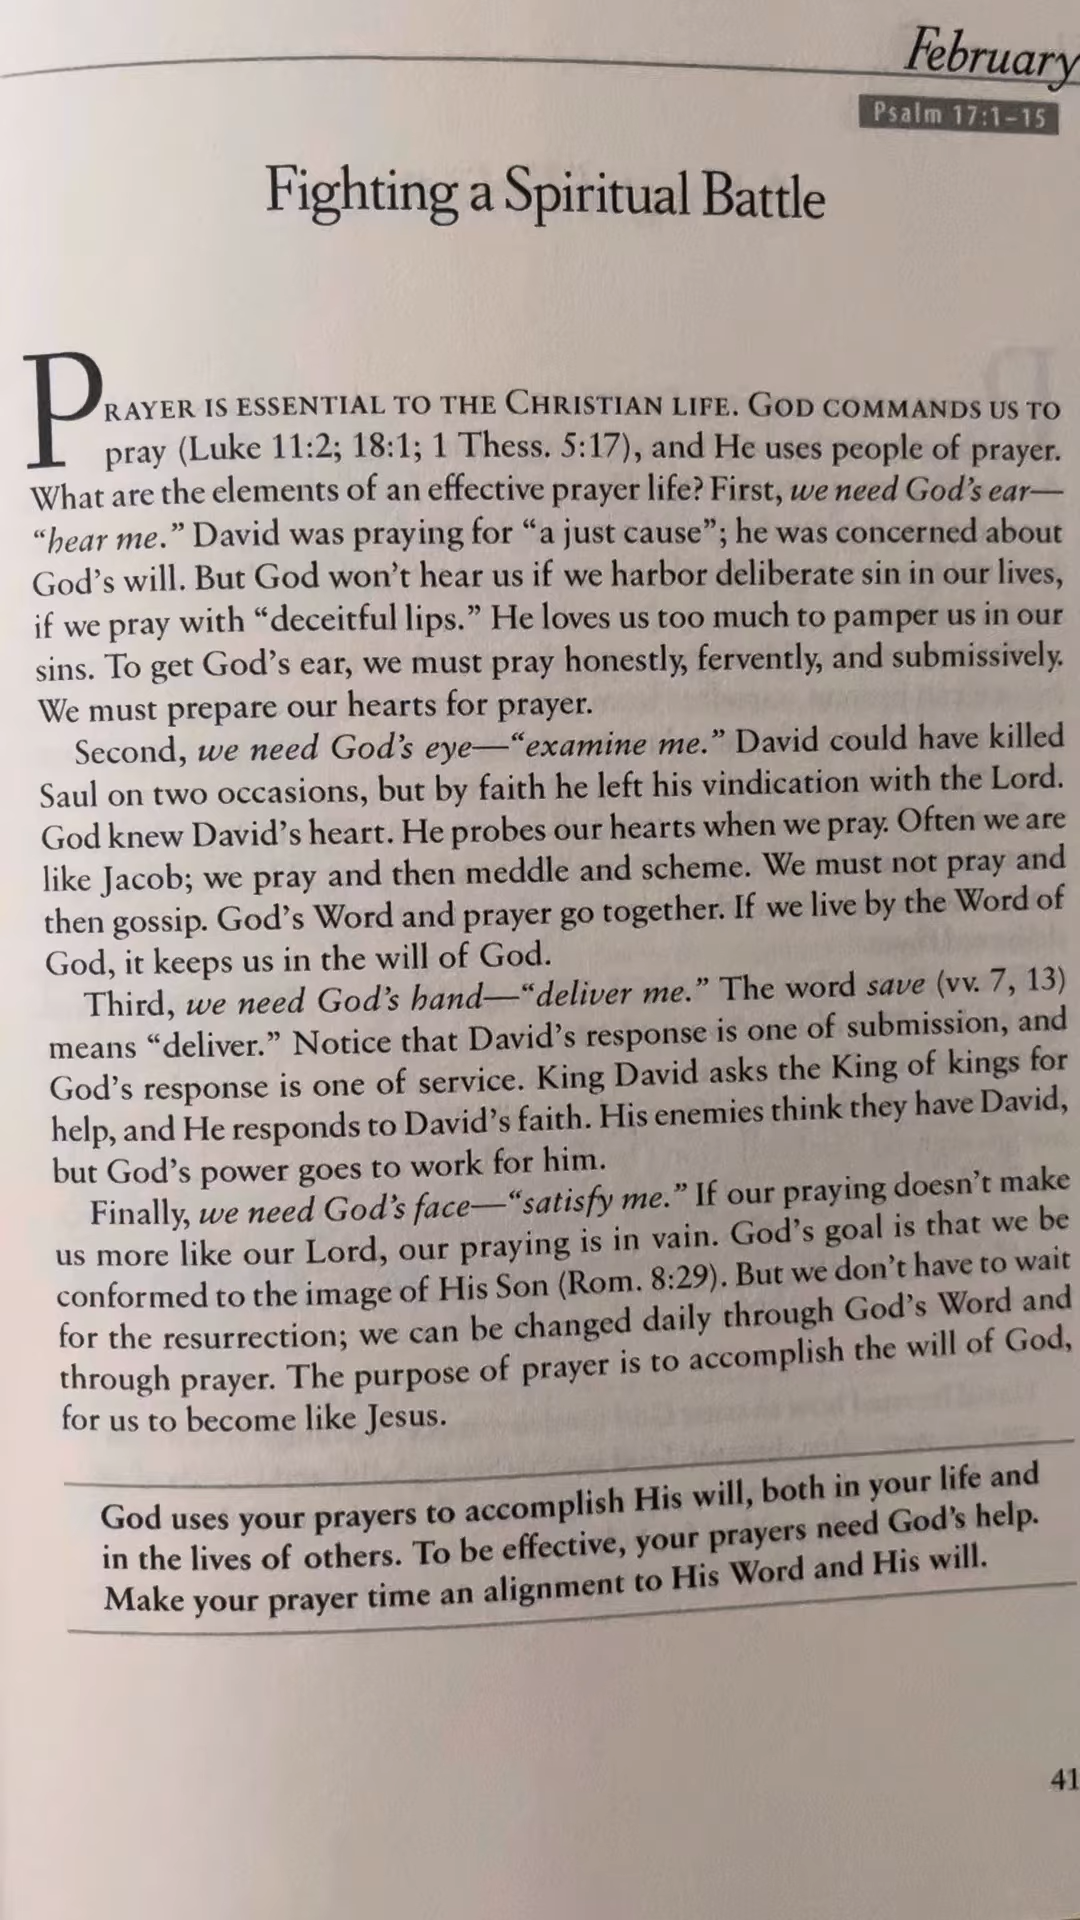 February
Psalm 17:1–15
Fighting a Spiritual Battle
PRAYER IS ESSENTIAL TO THE CHRISTIAN LIFE. GOD COMMANDS US TO
pray (Luke 11:2; 18:1; 1 Thess. 5:17), and He uses people of prayer.
What are the elements of an effective prayer life? First, we need God’s ear—
“hear me.” David was praying for “a just cause”; he was concerned about
God’s will. But God won’t hear us if we harbor deliberate sin in our lives,
if we pray with “deceitful lips.” He loves us too much to pamper us in our
sins. To get God’s ear, we must pray honestly, fervently, and submissively.
We must prepare our hearts for prayer.
Second, we need God’s eye—“examine me.” David could have killed
Saul on two occasions, but by faith he left his vindication with the Lord.
God knew David’s heart. He probes our hearts when we pray. Often we are
like Jacob; we pray and then meddle and scheme. We must not pray and
then gossip. God’s Word and prayer go together. If we live by the Word of
God, it keeps us in the will of God.
Third, we need God’s hand—“deliver me.” The word save (vv. 7, 13)
means “deliver.” Notice that David’s response is one of submission, and
God’s response is one of service. King David asks the King of kings for
help, and He responds to David’s faith. His enemies think they have David,
but God’s power goes to work for him.
Finally, we need God’s face—“satisfy me.” If our praying doesn’t make
us more like our Lord, our praying is in vain. God’s goal is that we be
conformed to the image of His Son (Rom. 8:29). But we don’t have to wait
for the resurrection; we can be changed daily through God’s Word and
through prayer. The purpose of prayer is to accomplish the will of God,
for us to become like Jesus.
God uses your prayers to accomplish His will, both in your life and
in the lives of others. To be effective, your prayers need God’s help.
Make your prayer time an alignment to His Word and His will.
41